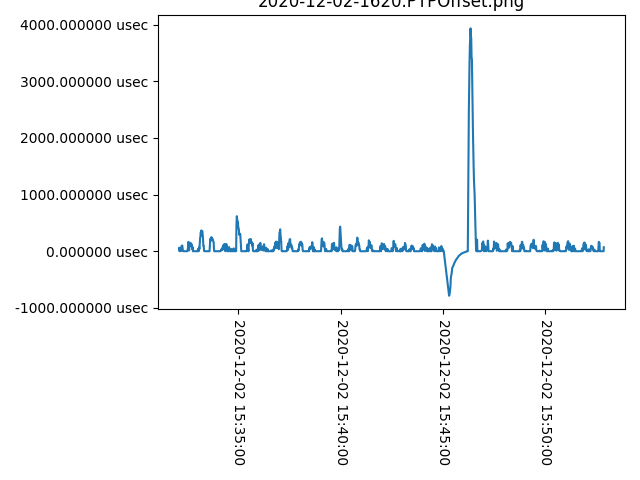 2020-12-02-1620.PTPOffset.png
4000.000000 usec
3000.000000 usec
2000.000000 usec
1000.000000 usec
0.000000 usec
-1000.000000 usec
2020-12-02 15:35:00
2020-12-02 15:40:00
2020-12-02 15:45:00
2020-12-02 15:50:00